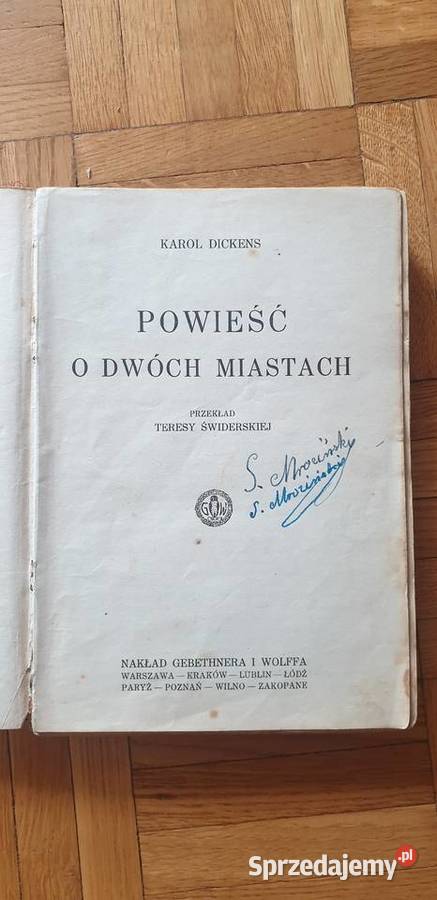 KAROL DICKENS
POWIEŚĆ
O DWÓCH MIASTACH
PRZEKŁAD
TERESY ŚWIDERSKIEJ
S. Mroziński
S.
G W
NAKŁAD GEBETHNERA I WOLFFA
WARSZAWA — KRAKÓW — LUBLIN — ŁÓDŹ
PARYŻ — POZNAŃ — WILNO — ZAKOPANE
Sprzedajemy.pl